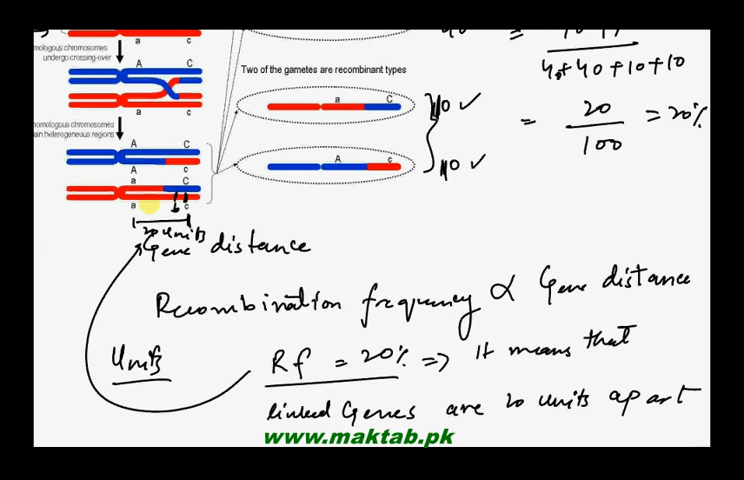 a c
mologous chromosomes
undergo crossing-over
A C
a c
mologous chromosomes
ain heterogeneous regions
A C
A c
a C
a c
Two of the gametes are recombinant types
a C
10 ✓
A c
10 ✓
=
40+40+10+10
= 20/100 = 20%
20 units
Gene distance
Recombination frequency ∝ Gene distance
Units
Rf = 20% => It means that
linked Genes are 20 units apart
www.maktab.pk